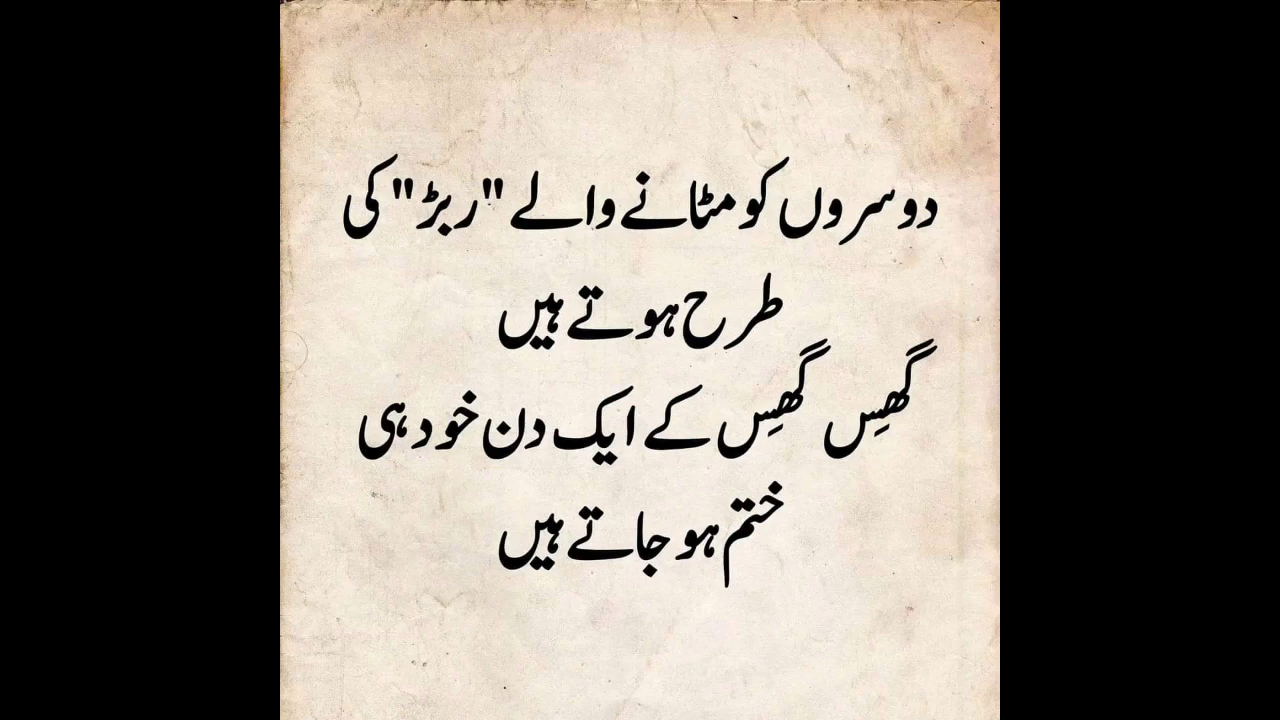 دوسروں کو مٹانے والے "ربڑ" کی
طرح ہوتے ہیں
گھِس گھِس کے ایک دن خود ہی
ختم ہو جاتے ہیں